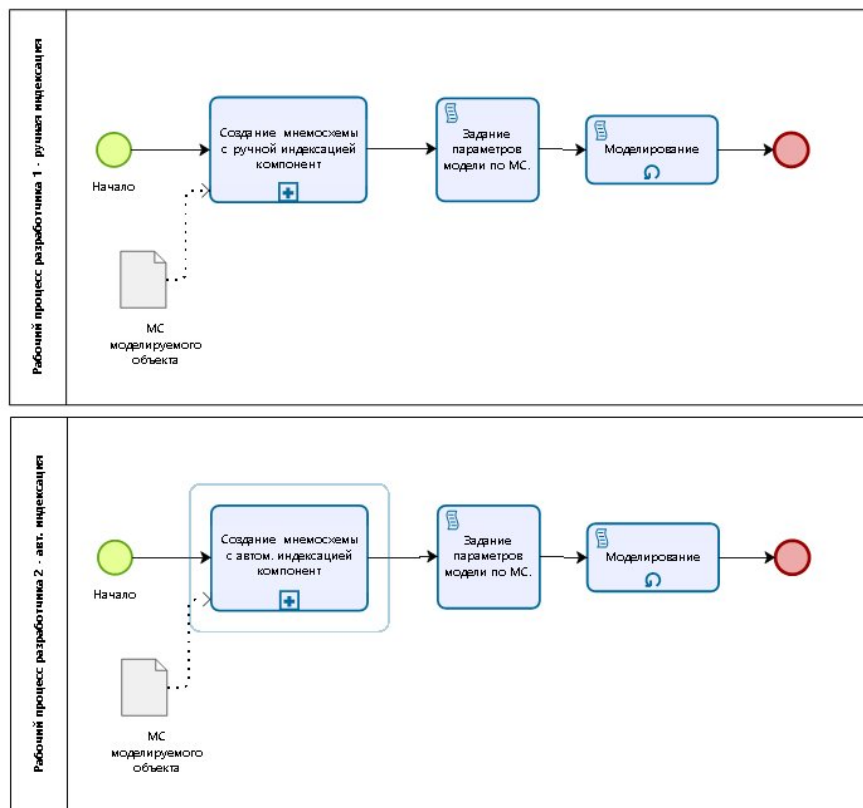 Рабочий процесс разработчика 1 - ручная индексация
Создание мнемосхемы
с ручной индексацией
компонент
Задание
параметров
модели по МС.
Моделирование
Начало
МС
моделируемого
объекта
Рабочий процесс разработчика 2 - авт. индексация
Создание мнемосхемы
с автом. индексацией
компонент
Задание
параметров
модели по МС.
Моделирование
Начало
МС
моделируемого
объекта